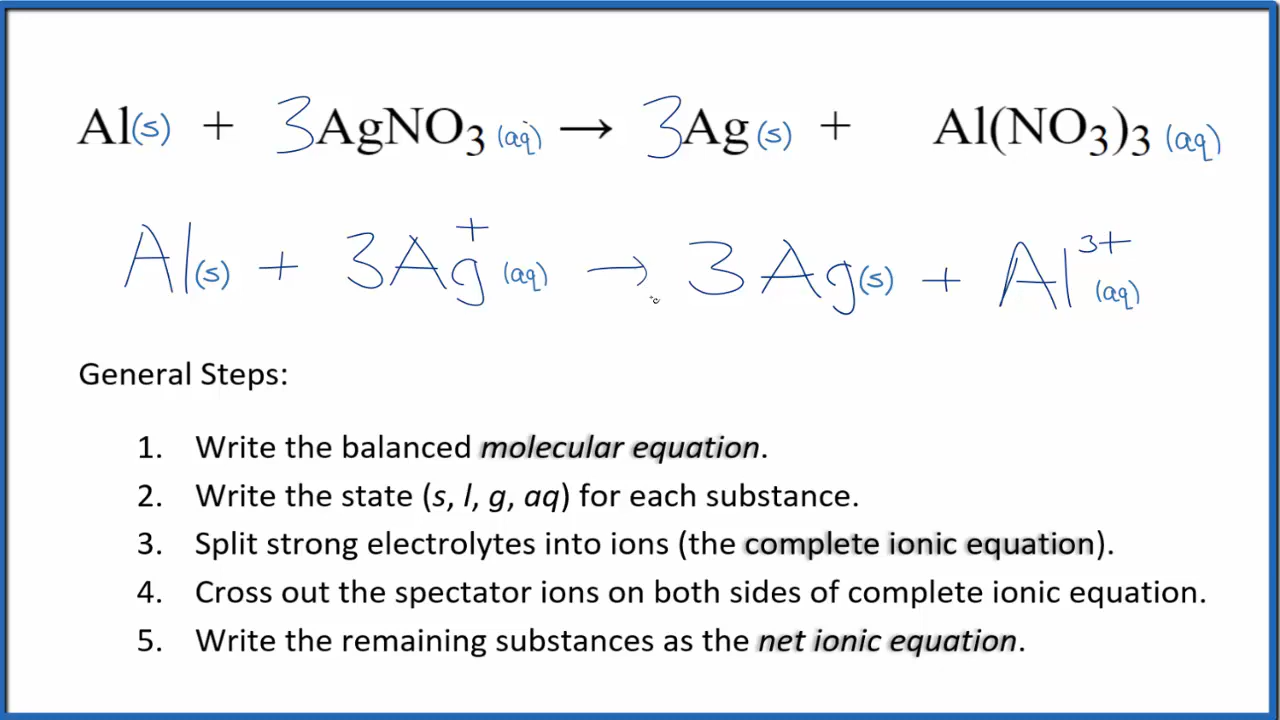 Al(s) + 3AgNO₃(aq) → 3Ag(s) + Al(NO₃)₃(aq)
Al(s) + 3Ag⁺(aq) → 3Ag(s) + Al³⁺(aq)
General Steps:
1. Write the balanced molecular equation.
2. Write the state (s, l, g, aq) for each substance.
3. Split strong electrolytes into ions (the complete ionic equation).
4. Cross out the spectator ions on both sides of complete ionic equation.
5. Write the remaining substances as the net ionic equation.